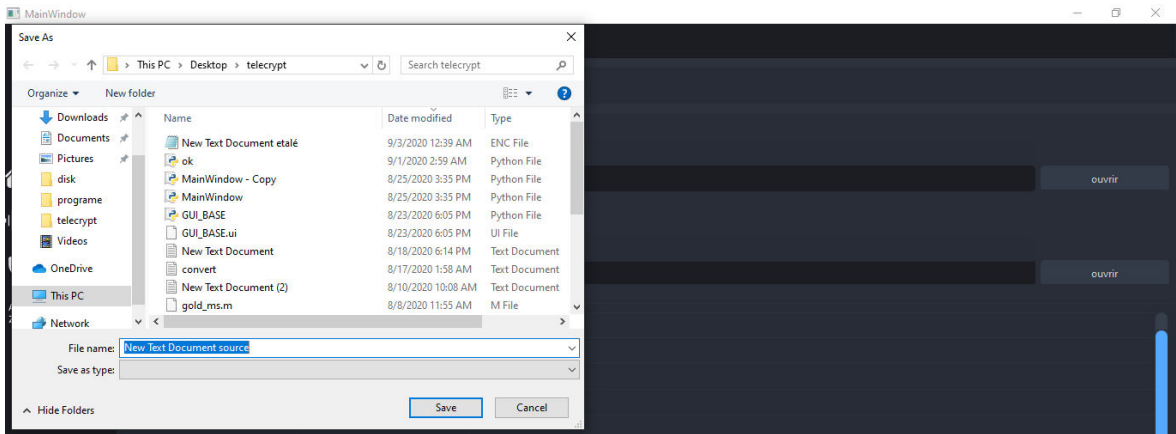 MainWindow
Save As
This PC > Desktop > telecrypt
Search telecrypt
Organize
New folder
Downloads
Documents
Pictures
disk
programe
telecrypt
Videos
OneDrive
This PC
Network
Name Date modified Type
New Text Document etalé 9/3/2020 12:39 AM ENC File
ok 9/1/2020 2:59 AM Python File
MainWindow - Copy 8/25/2020 3:35 PM Python File
MainWindow 8/25/2020 3:35 PM Python File
GUI_BASE 8/23/2020 6:05 PM Python File
GUI_BASE.ui 8/23/2020 6:05 PM UI File
New Text Document 8/18/2020 6:14 PM Text Document
convert 8/17/2020 1:58 AM Text Document
New Text Document (2) 8/10/2020 10:08 AM Text Document
gold_ms.m 8/8/2020 11:55 AM M File
File name: New Text Document source
Save as type:
Hide Folders
Save
Cancel
ouvrir
ouvrir